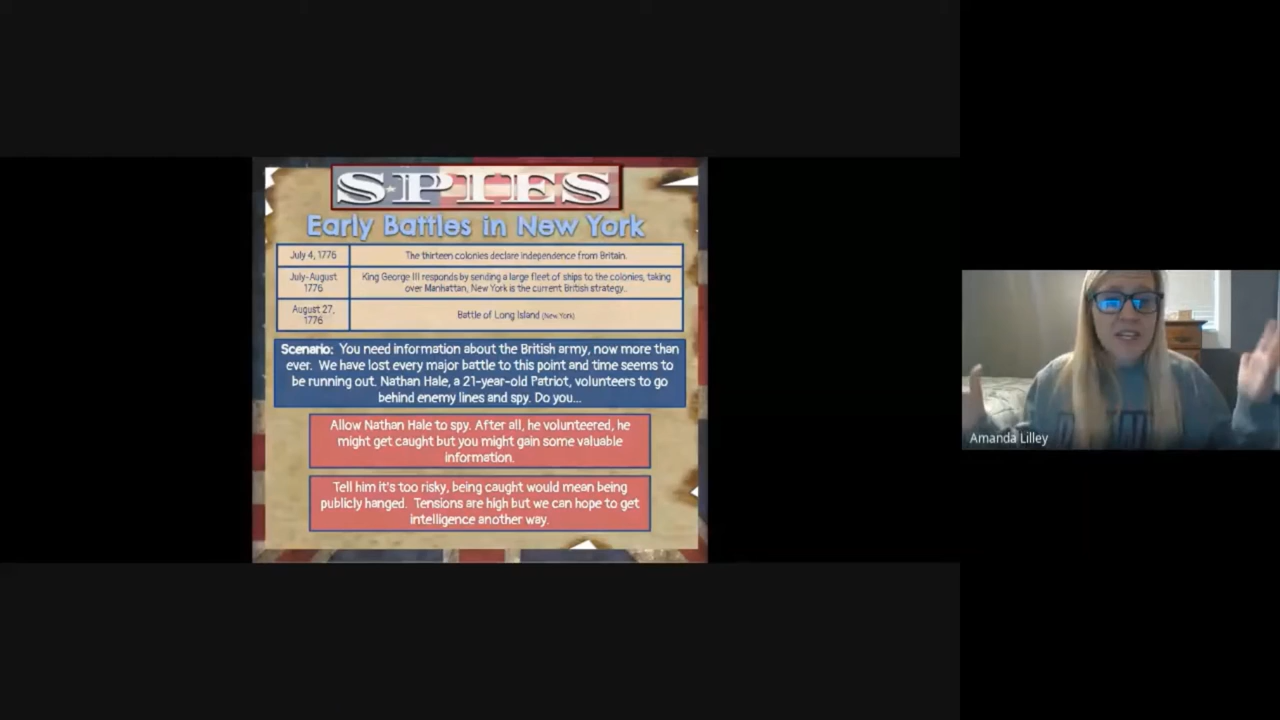 SPIES
Early Battles in New York
July 4, 1776
The thirteen colonies declare independence from Britain.
July-August
1776
King George III responds by sending a large fleet of ships to the colonies, taking
over Manhattan, New York is the current British strategy.
August 27,
1776
Battle of Long Island (New York)
Scenario: You need information about the British army, now more than
ever. We have lost every major battle to this point and time seems to
be running out. Nathan Hale, a 21-year-old Patriot, volunteers to go
behind enemy lines and spy. Do you...
Allow Nathan Hale to spy. After all, he volunteered, he
might get caught but you might gain some valuable
information.
Tell him it's too risky, being caught would mean being
publicly hanged. Tensions are high but we can hope to get
intelligence another way.
Amanda Lilley